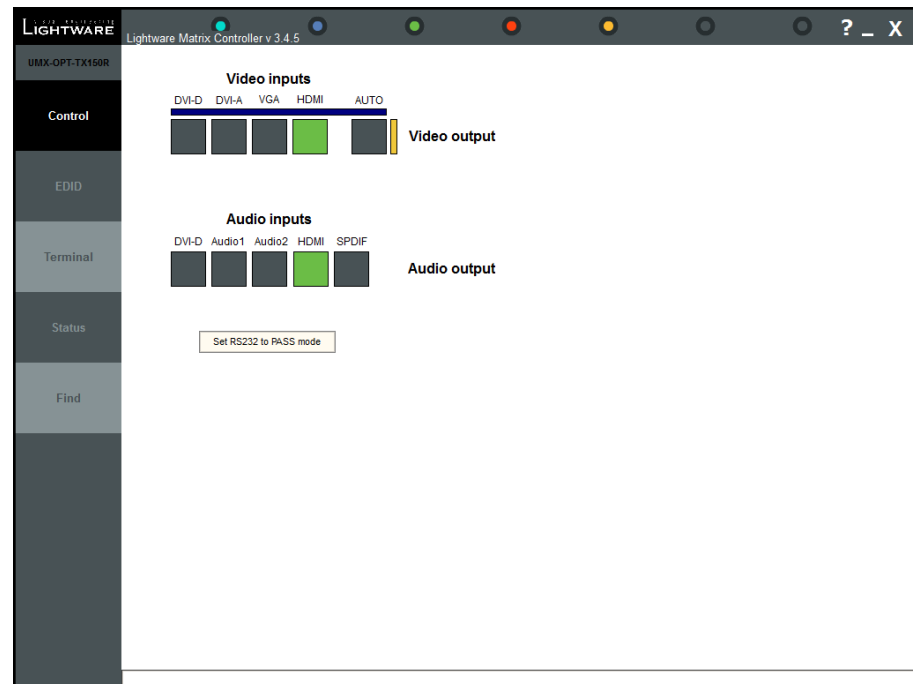 LIGHTWARE
Lightware Matrix Controller v 3.4.5
? _ X
UMX-OPT-TX150R
Control
EDID
Terminal
Status
Find
Video inputs
DVI-D DVI-A VGA HDMI AUTO
Video output
Audio inputs
DVI-D Audio1 Audio2 HDMI SPDIF
Audio output
Set RS232 to PASS mode